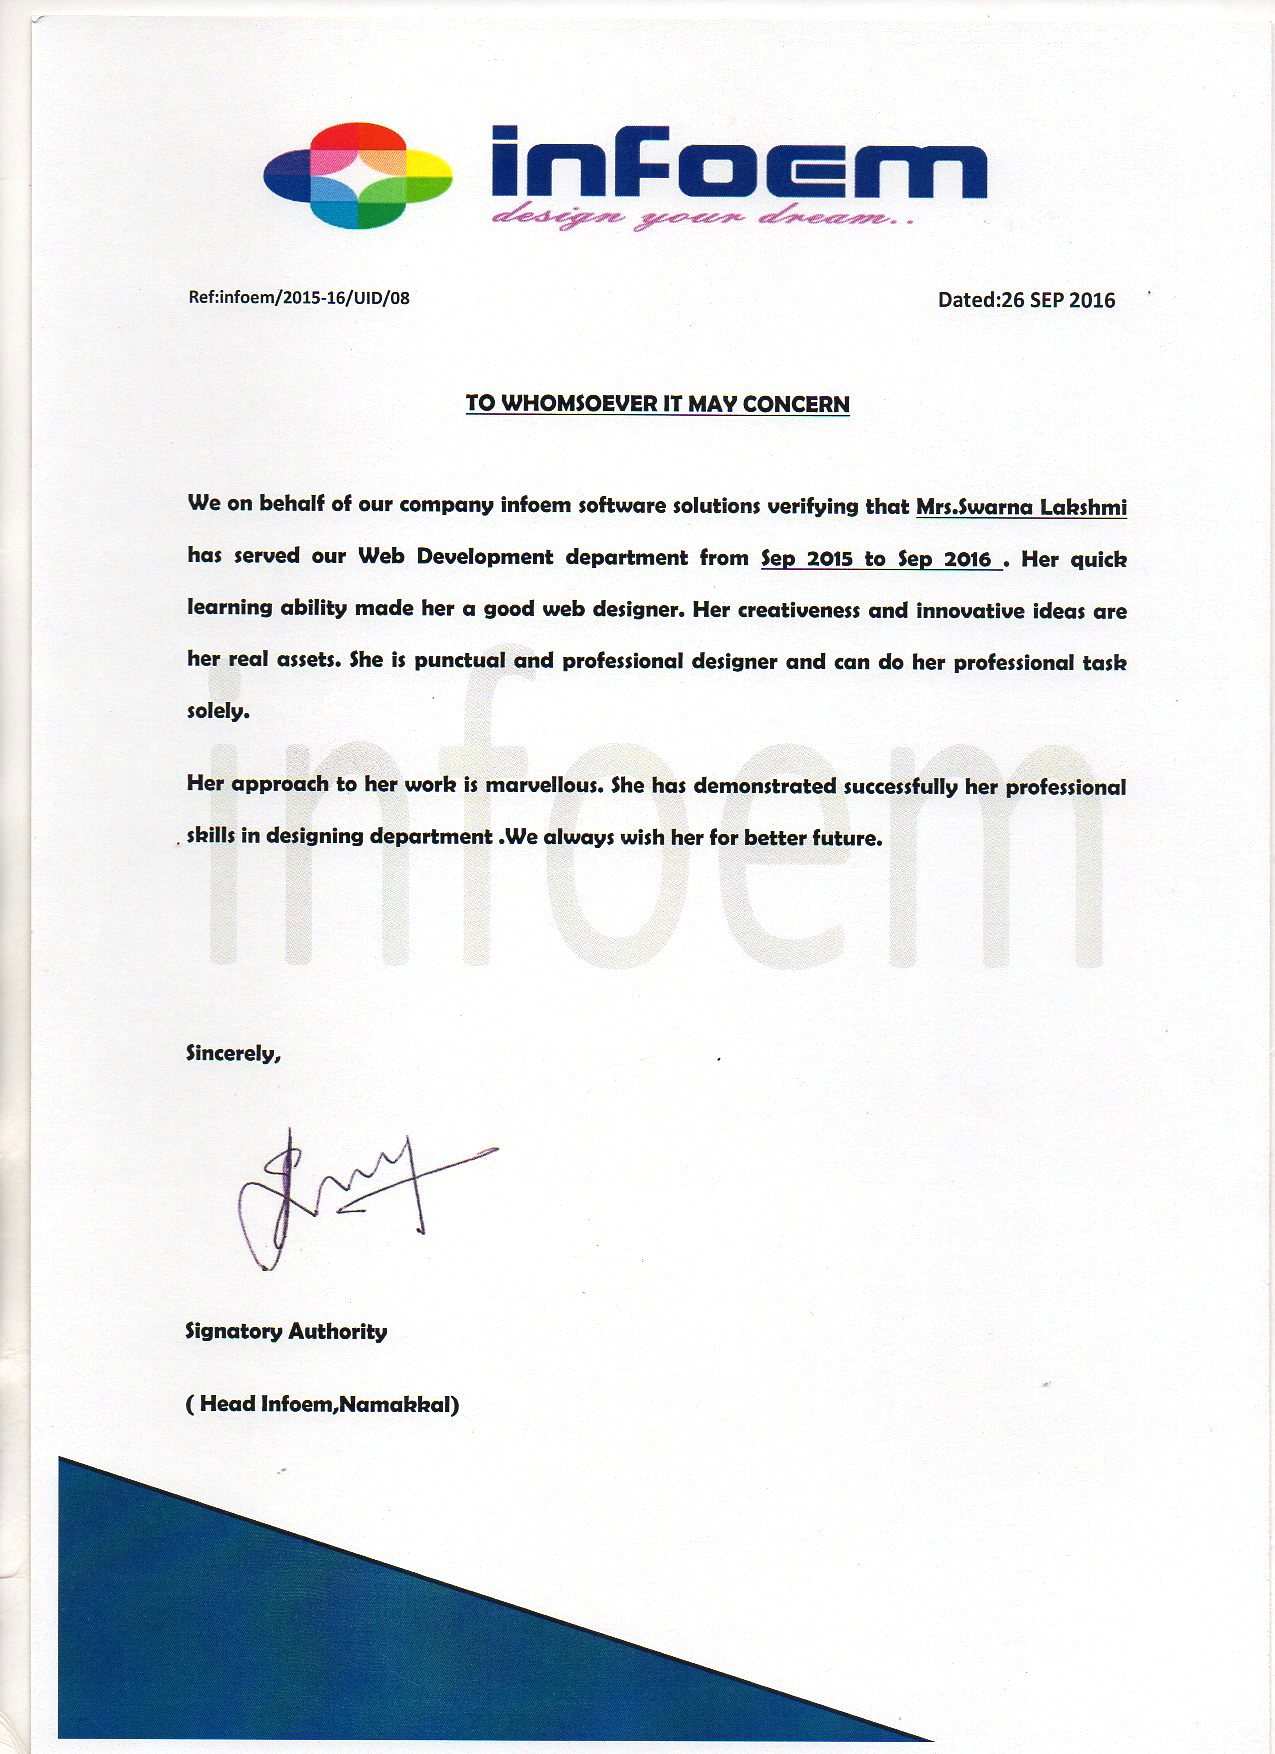 infoem
design your dream..
Ref:infoem/2015-16/UID/08
Dated:26 SEP 2016
TO WHOMSOEVER IT MAY CONCERN
We on behalf of our company infoem software solutions verifying that Mrs.Swarna Lakshmi
has served our Web Development department from Sep 2015 to Sep 2016 . Her quick
learning ability made her a good web designer. Her creativeness and innovative ideas are
her real assets. She is punctual and professional designer and can do her professional task
solely.
Her approach to her work is marvellous. She has demonstrated successfully her professional
skills in designing department .We always wish her for better future.
infoem
Sincerely,
Signatory Authority
( Head Infoem,Namakkal)